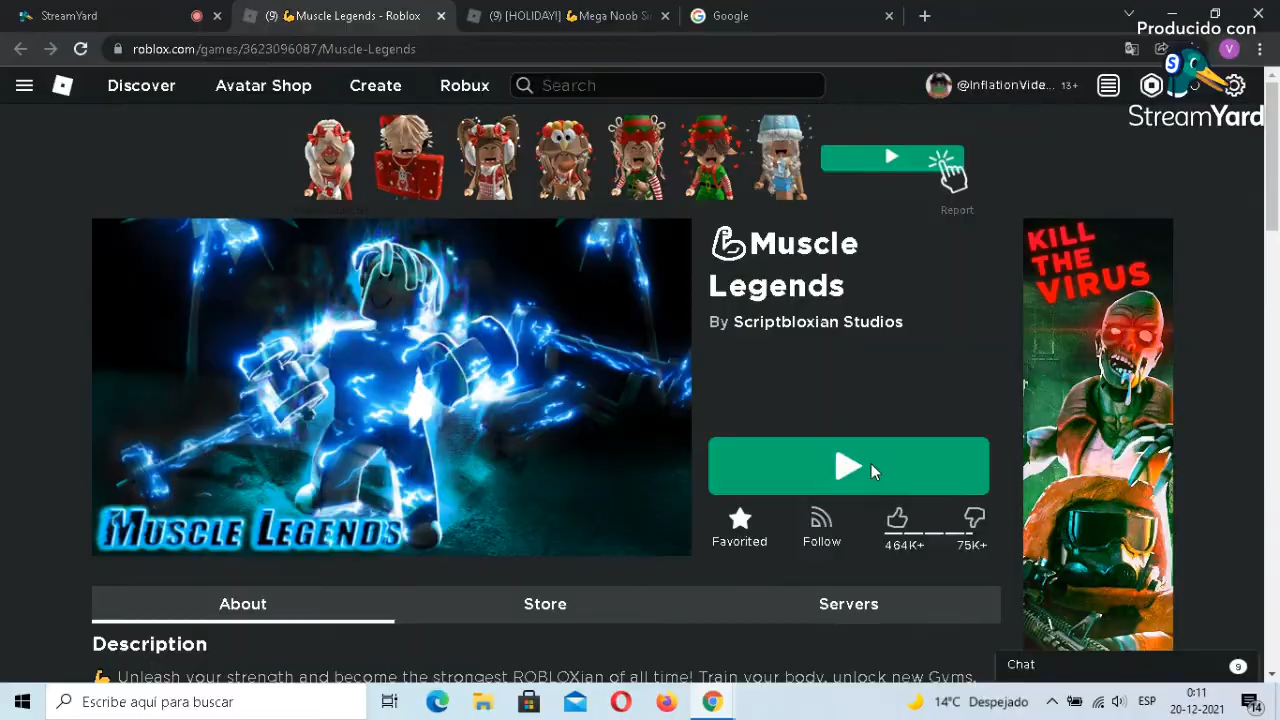 StreamYard
(9) 💪Muscle Legends - Roblox
(9) [HOLIDAY!] 💪Mega Noob Sim
Google
Producido con
StreamYard
roblox.com/games/3623096087/Muscle-Legends
V
Discover
Avatar Shop
Create
Robux
Search
@InflationVide...
13+
Report
💪Muscle
Legends
By Scriptbloxian Studios
MUSCLE LEGENDS
KILL
THE
VIRUS
Favorited
Follow
464K+
75K+
About
Store
Servers
Description
💪 Unleash your strength and become the strongest ROBLOXian of all time! Train your body, unlock new Gyms,
Chat
9
Escribe aquí para buscar
14°C Despejado
ESP
0:11
20-12-2021
14